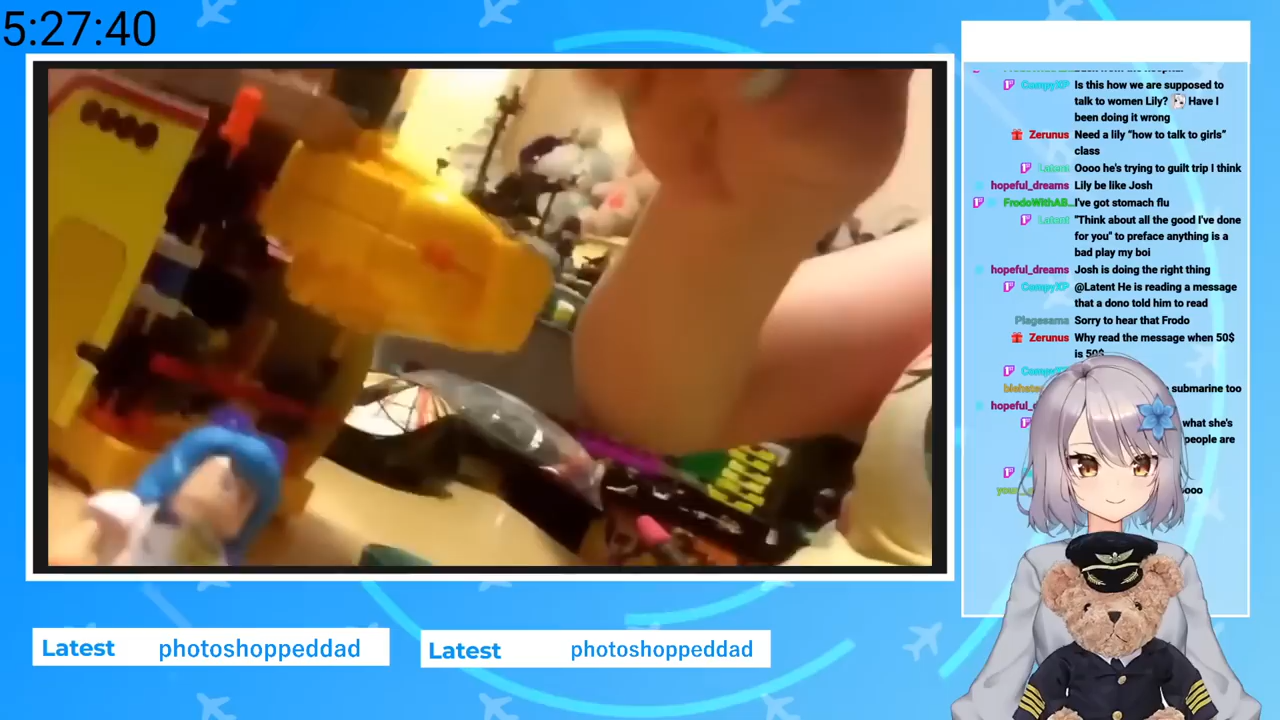 5:27:40
CompyXP Is this how we are supposed to
talk to women Lily? Have I
been doing it wrong
Zerunus Need a lily “how to talk to girls”
class
Latent Oooo he's trying to guilt trip I think
hopeful_dreams Lily be like Josh
FrodoWithAB... I've got stomach flu
Latent "Think about all the good I've done
for you" to preface anything is a
bad play my boi
hopeful_dreams Josh is doing the right thing
CompyXP @Latent He is reading a message
that a dono told him to read
Plagesama Sorry to hear that Frodo
Zerunus Why read the message when 50$
is 50$
submarine too
what she's
people are
Latest photoshoppeddad
Latest photoshoppeddad